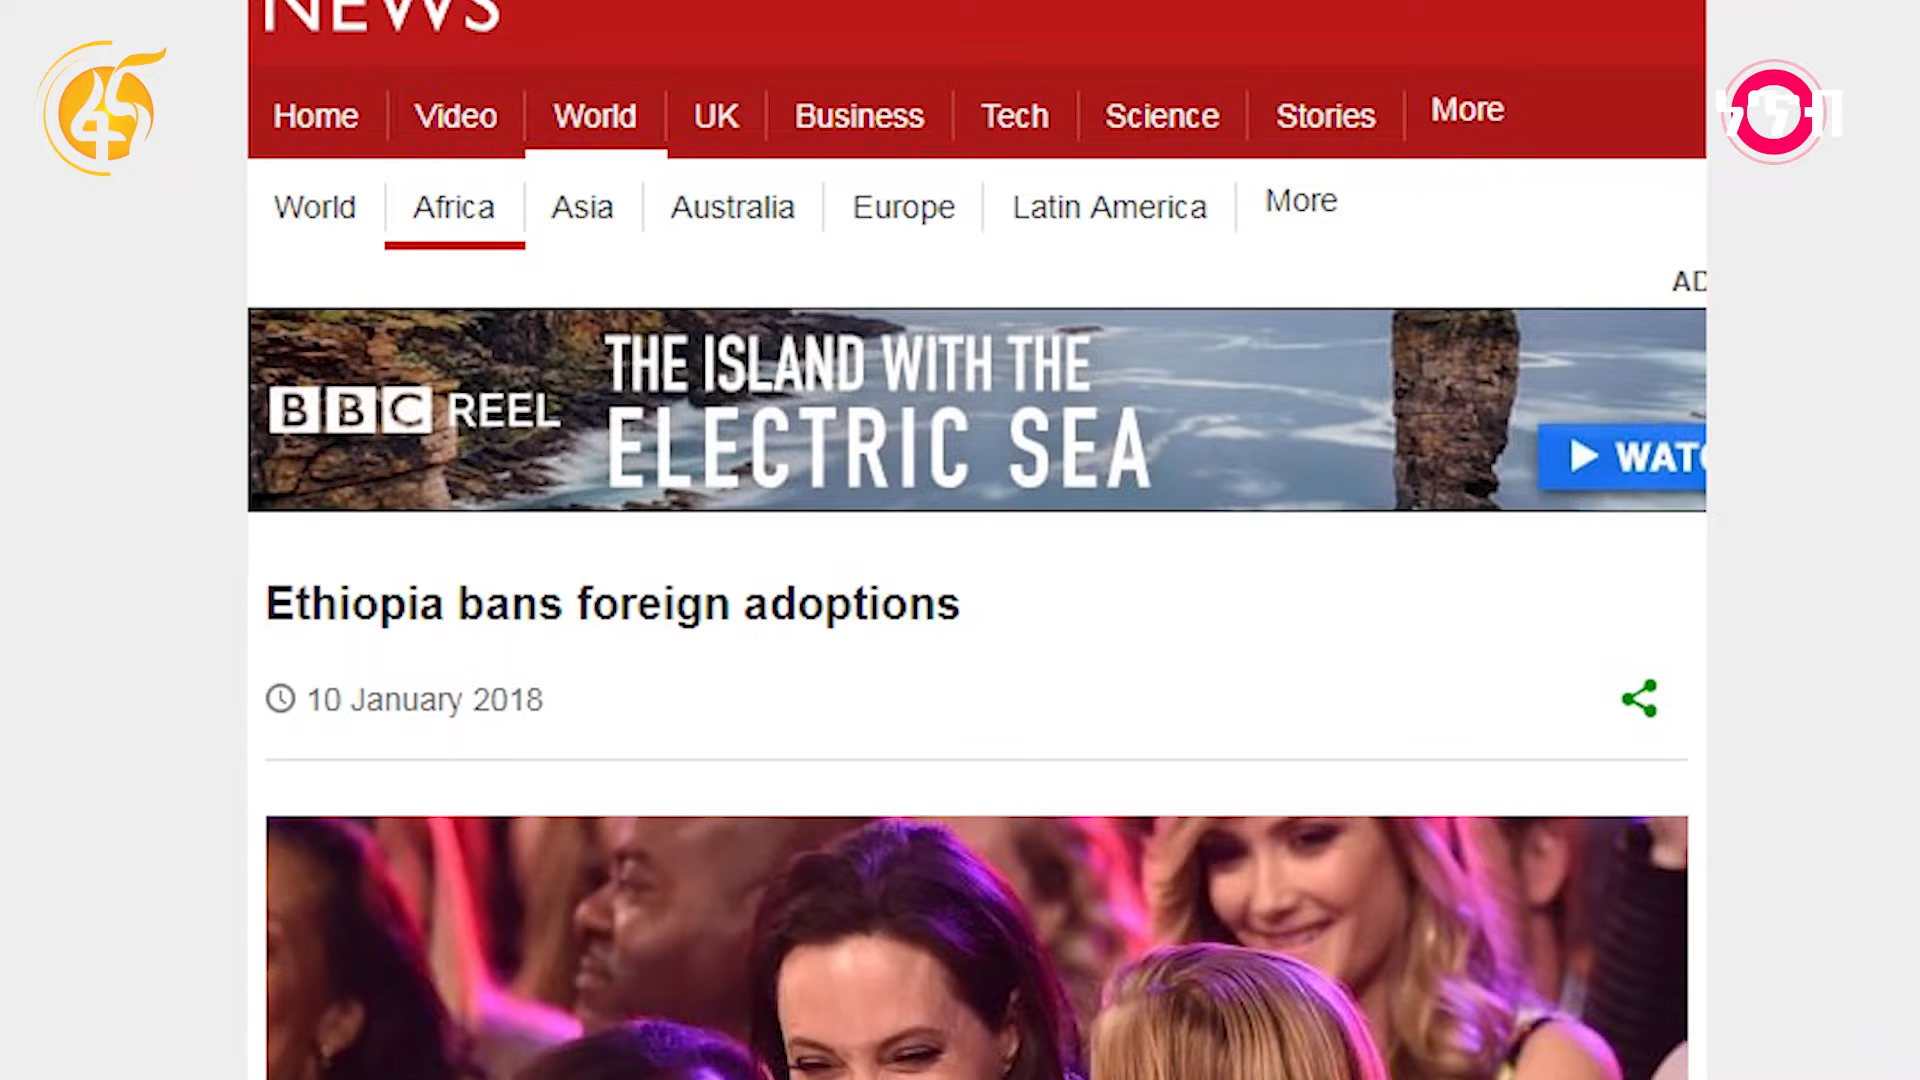 NEWS
Home Video World UK Business Tech Science Stories More
World Africa Asia Australia Europe Latin America More
BBC REEL
THE ISLAND WITH THE
ELECTRIC SEA
Ethiopia bans foreign adoptions
10 January 2018